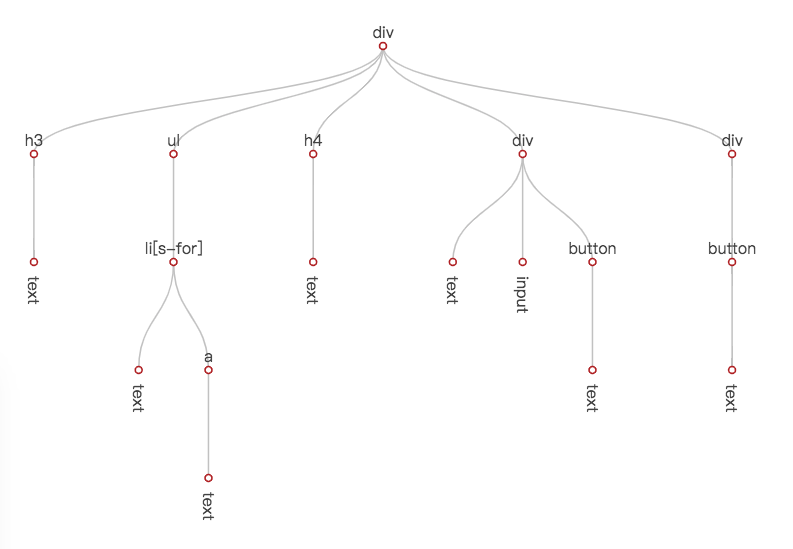 div
h3
ul
h4
div
div
li[s-for]
button
button
text
text
text
input
a
text
text
text
text